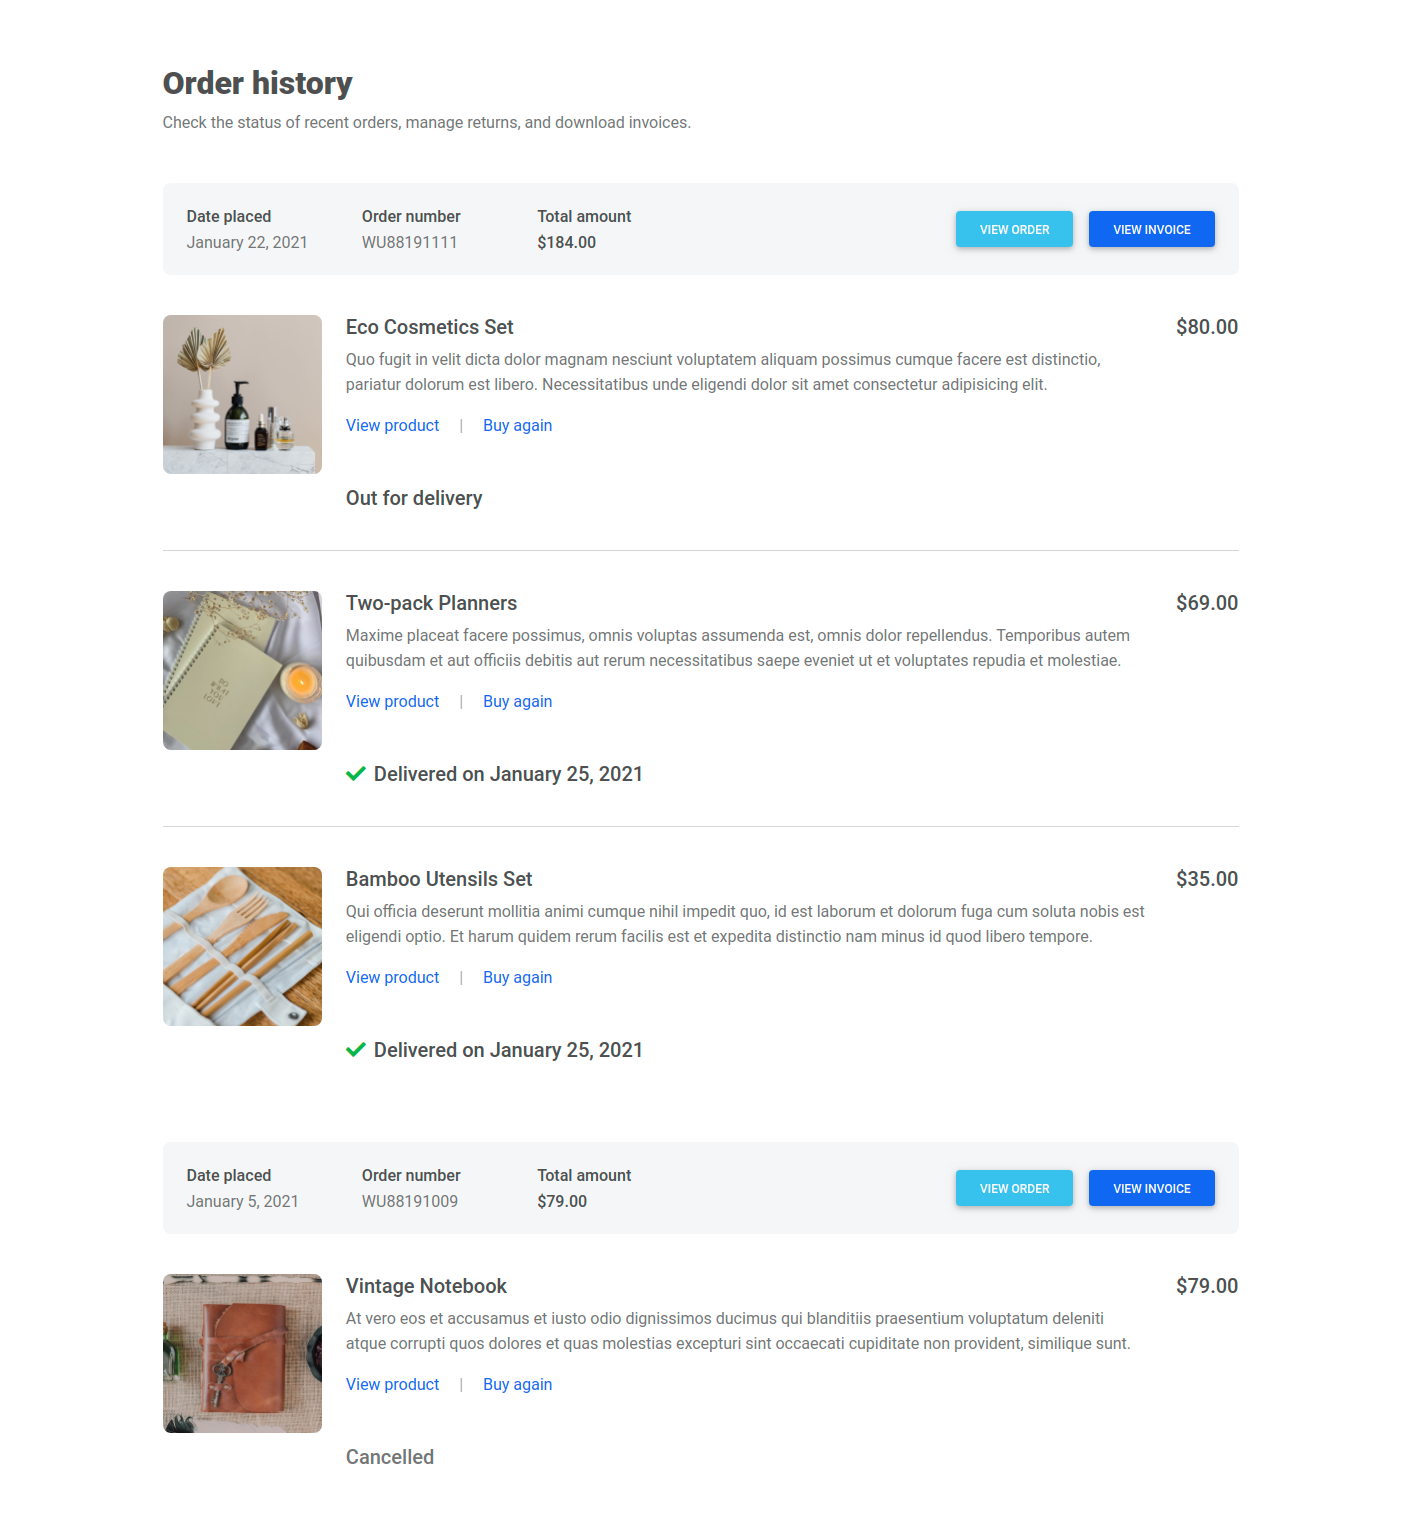 Order history
Check the status of recent orders, manage returns, and download invoices.
Date placed
January 22, 2021
Order number
WU88191111
Total amount
$184.00
VIEW ORDER
VIEW INVOICE
Eco Cosmetics Set
$80.00
Quo fugit in velit dicta dolor magnam nesciunt voluptatem aliquam possimus cumque facere est distinctio,
pariatur dolorum est libero. Necessitatibus unde eligendi dolor sit amet consectetur adipisicing elit.
View product | Buy again
Out for delivery
Two-pack Planners
$69.00
Maxime placeat facere possimus, omnis voluptas assumenda est, omnis dolor repellendus. Temporibus autem
quibusdam et aut officiis debitis aut rerum necessitatibus saepe eveniet ut et voluptates repudia et molestiae.
DO
WHAT
YOU
LOVE
View product | Buy again
Delivered on January 25, 2021
Bamboo Utensils Set
$35.00
Qui officia deserunt mollitia animi cumque nihil impedit quo, id est laborum et dolorum fuga cum soluta nobis est
eligendi optio. Et harum quidem rerum facilis est et expedita distinctio nam minus id quod libero tempore.
View product | Buy again
Delivered on January 25, 2021
Date placed
January 5, 2021
Order number
WU88191009
Total amount
$79.00
VIEW ORDER
VIEW INVOICE
Vintage Notebook
$79.00
At vero eos et accusamus et iusto odio dignissimos ducimus qui blanditiis praesentium voluptatum deleniti
atque corrupti quos dolores et quas molestias excepturi sint occaecati cupiditate non provident, similique sunt.
View product | Buy again
Cancelled